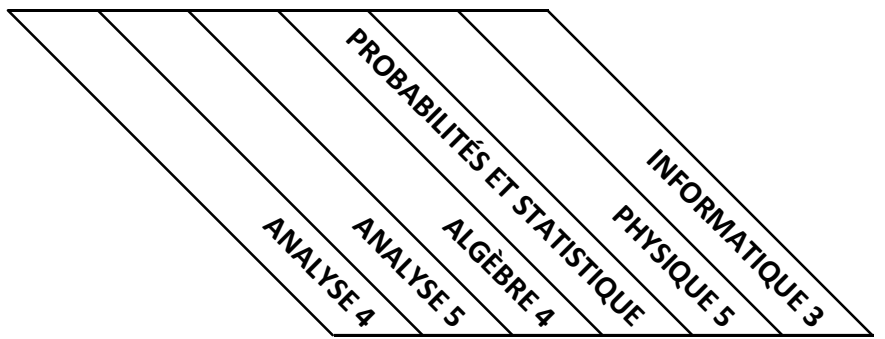 ANALYSE 4
ANALYSE 5
ALGÈBRE 4
PROBABILITÉS ET STATISTIQUE
PHYSIQUE 5
INFORMATIQUE 3